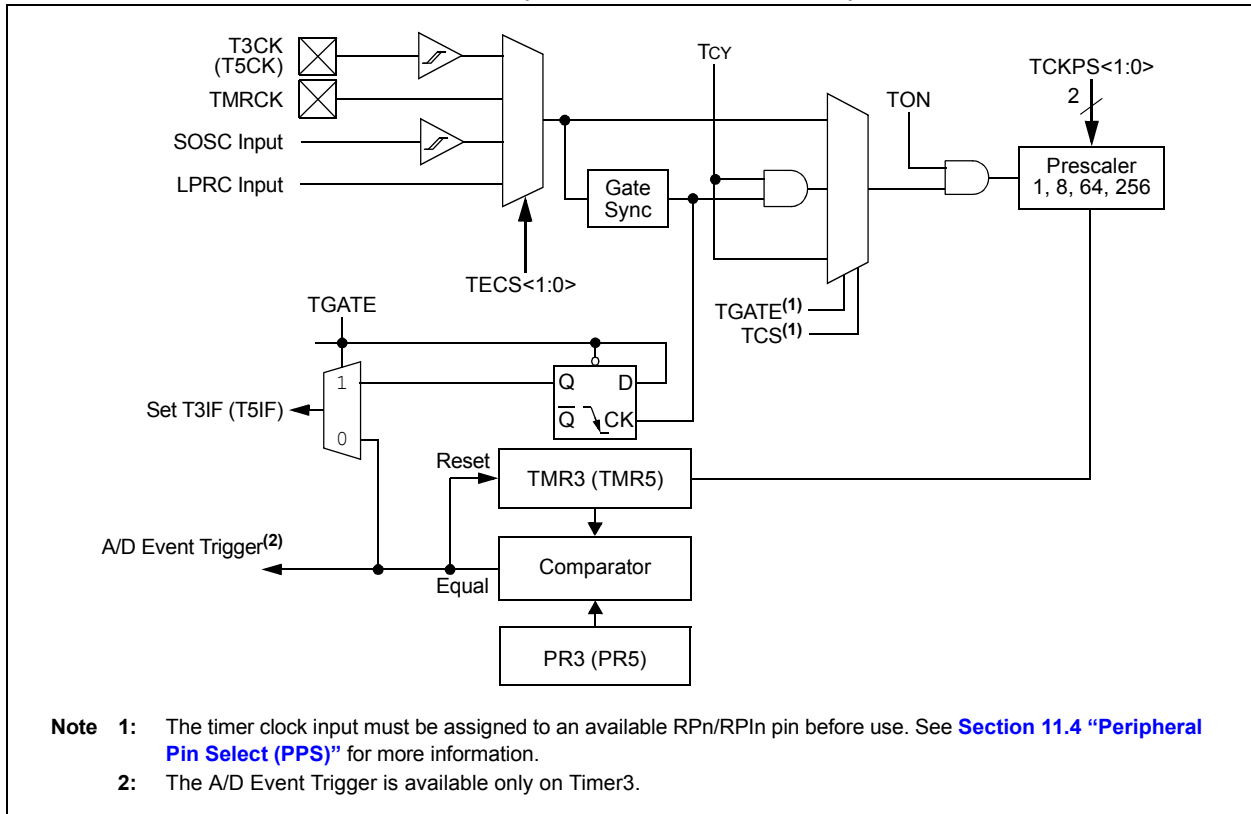 T3CK
(T5CK)
TMRCK
SOSC Input
LPRC Input
TECS<1:0>
Gate
Sync
TCY
TGATE(1)
TCS(1)
TON
TCKPS<1:0>
2
Prescaler
1, 8, 64, 256
TGATE
1
0
Set T3IF (T5IF)
Q D
Q CK
Reset
TMR3 (TMR5)
A/D Event Trigger(2)
Equal
Comparator
PR3 (PR5)
Note 1: The timer clock input must be assigned to an available RPn/RPIn pin before use. See Section 11.4 “Peripheral
Pin Select (PPS)” for more information.
2: The A/D Event Trigger is available only on Timer3.